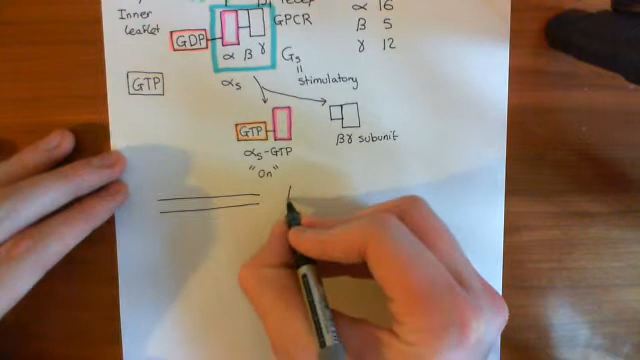 Inner
leaflet
GPCR
α 16
β 5
γ 12
GDP
α β γ
Gs
=
stimulatory
GTP
αs
GTP
βγ subunit
αs-GTP
"On"